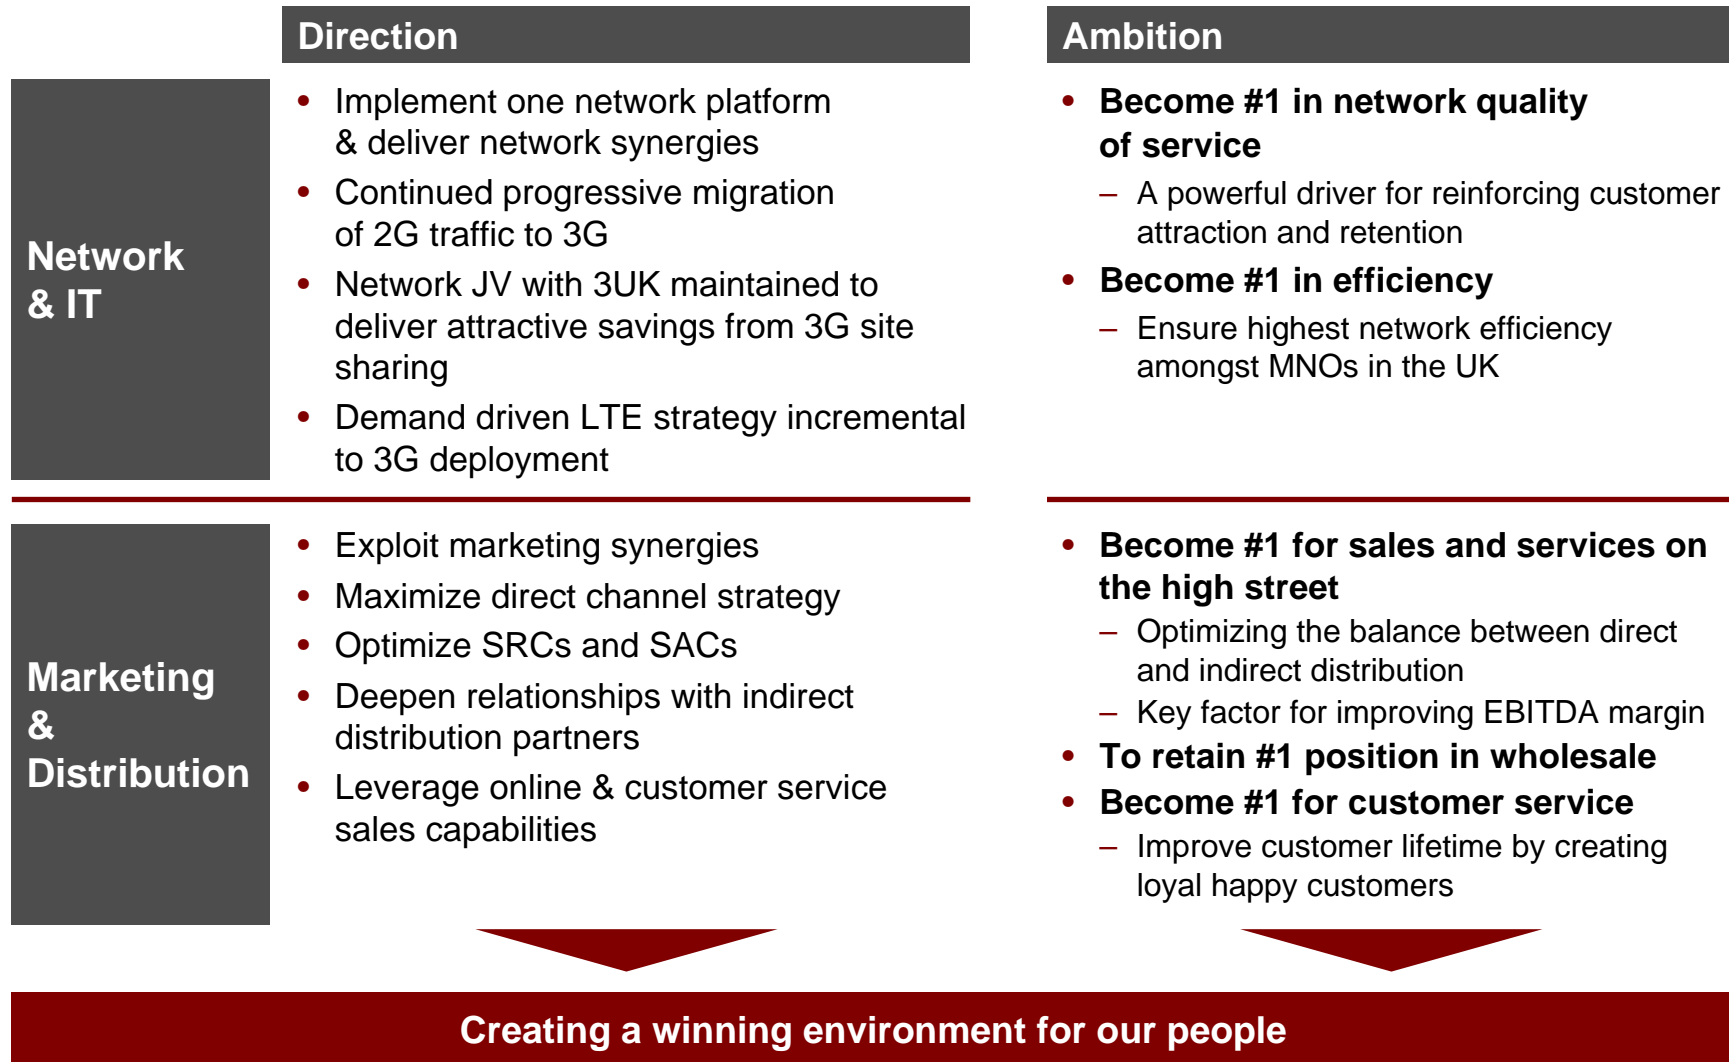 Direction
Ambition
Network
& IT
• Implement one network platform
& deliver network synergies
• Continued progressive migration
of 2G traffic to 3G
• Network JV with 3UK maintained to
deliver attractive savings from 3G site
sharing
• Demand driven LTE strategy incremental
to 3G deployment
• Become #1 in network quality
of service
– A powerful driver for reinforcing customer
attraction and retention
• Become #1 in efficiency
– Ensure highest network efficiency
amongst MNOs in the UK
Marketing
&
Distribution
• Exploit marketing synergies
• Maximize direct channel strategy
• Optimize SRCs and SACs
• Deepen relationships with indirect
distribution partners
• Leverage online & customer service
sales capabilities
• Become #1 for sales and services on
the high street
– Optimizing the balance between direct
and indirect distribution
– Key factor for improving EBITDA margin
• To retain #1 position in wholesale
• Become #1 for customer service
– Improve customer lifetime by creating
loyal happy customers
Creating a winning environment for our people